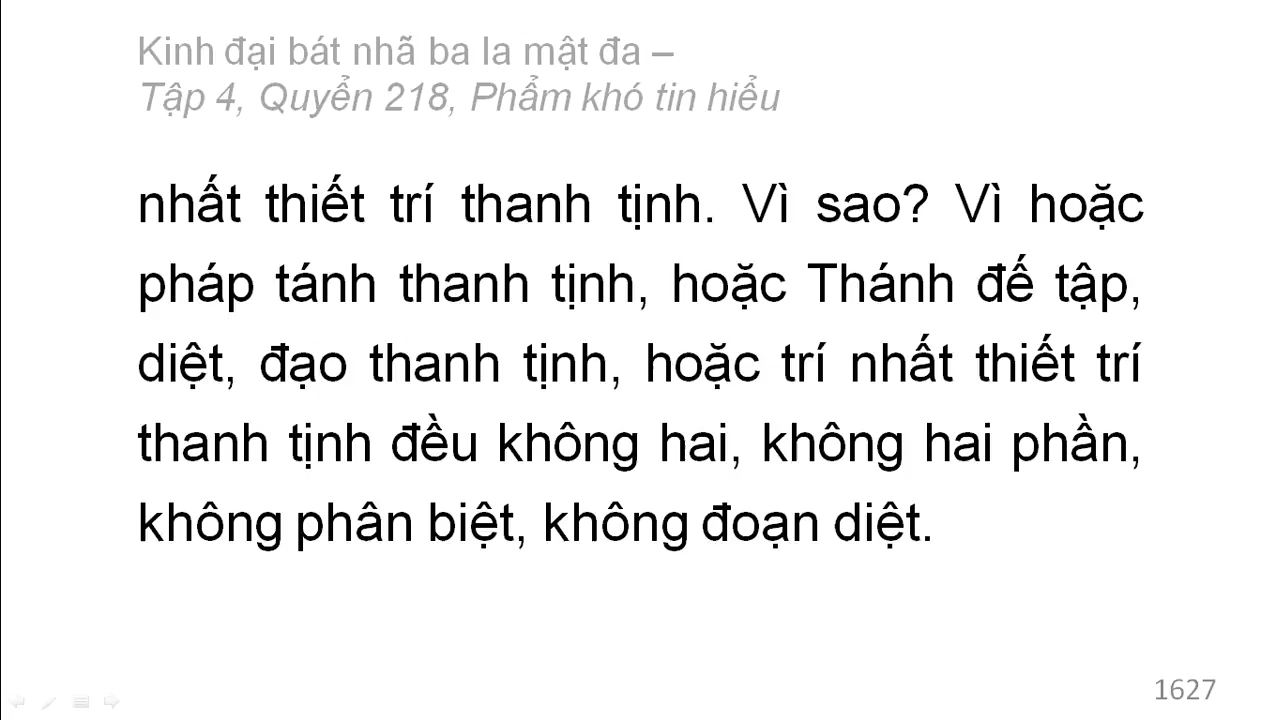 Kinh đại bát nhã ba la mật đa –
Tập 4, Quyển 218, Phẩm khó tin hiểu
nhất thiết trí thanh tịnh. Vì sao? Vì hoặc
pháp tánh thanh tịnh, hoặc Thánh đế tập,
diệt, đạo thanh tịnh, hoặc trí nhất thiết trí
thanh tịnh đều không hai, không hai phần,
không phân biệt, không đoạn diệt.
1627